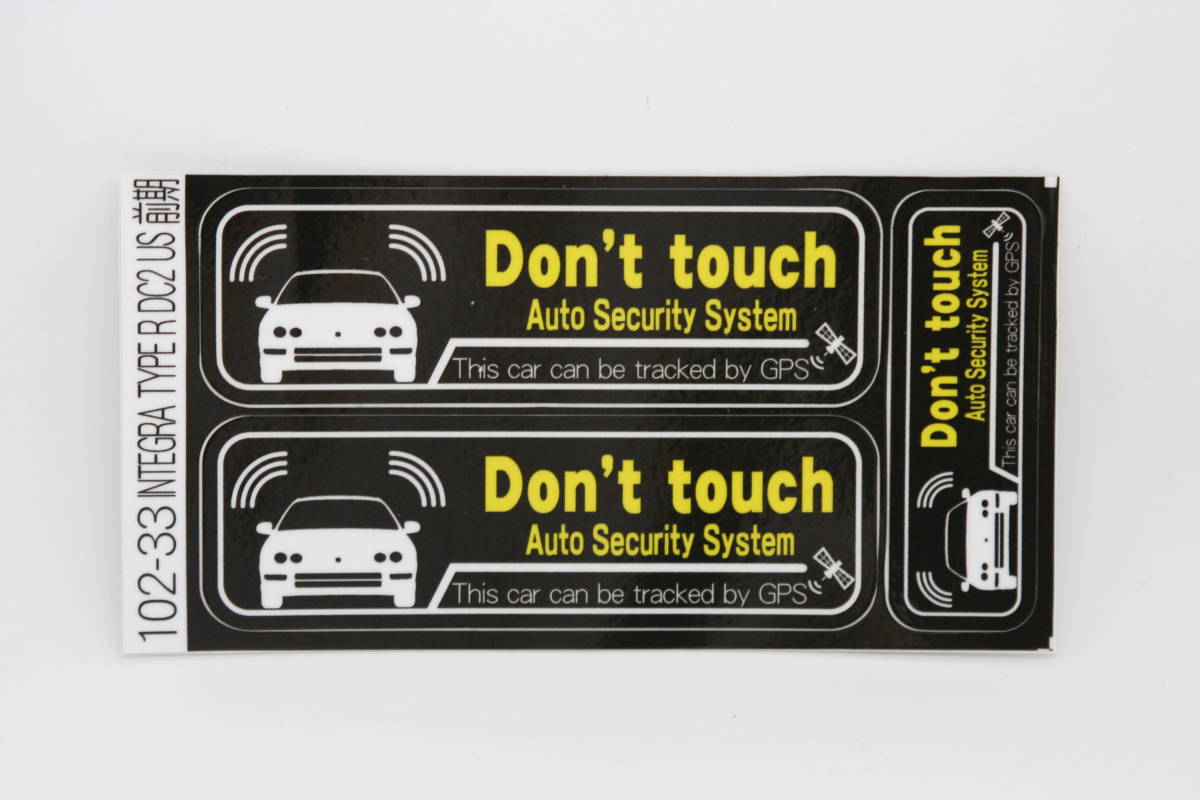 102-33 INTEGRA TYPE R DC2 US 前期
Don't touch
Auto Security System
This car can be tracked by GPS
Don't touch
Auto Security System
This car can be tracked by GPS
Don't touch
Auto Security System
This car can be tracked by GPS